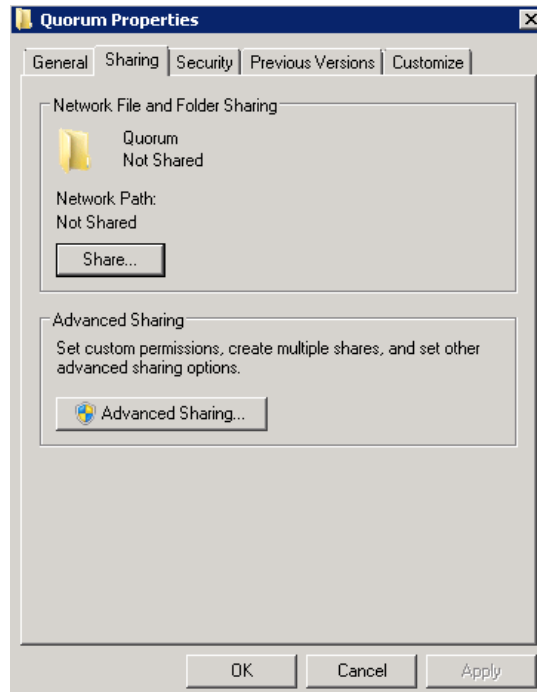 Quorum Properties
General Sharing Security Previous Versions Customize
Network File and Folder Sharing
Quorum
Not Shared
Network Path:
Not Shared
Share...
Advanced Sharing
Set custom permissions, create multiple shares, and set other
advanced sharing options.
Advanced Sharing...
OK Cancel Apply